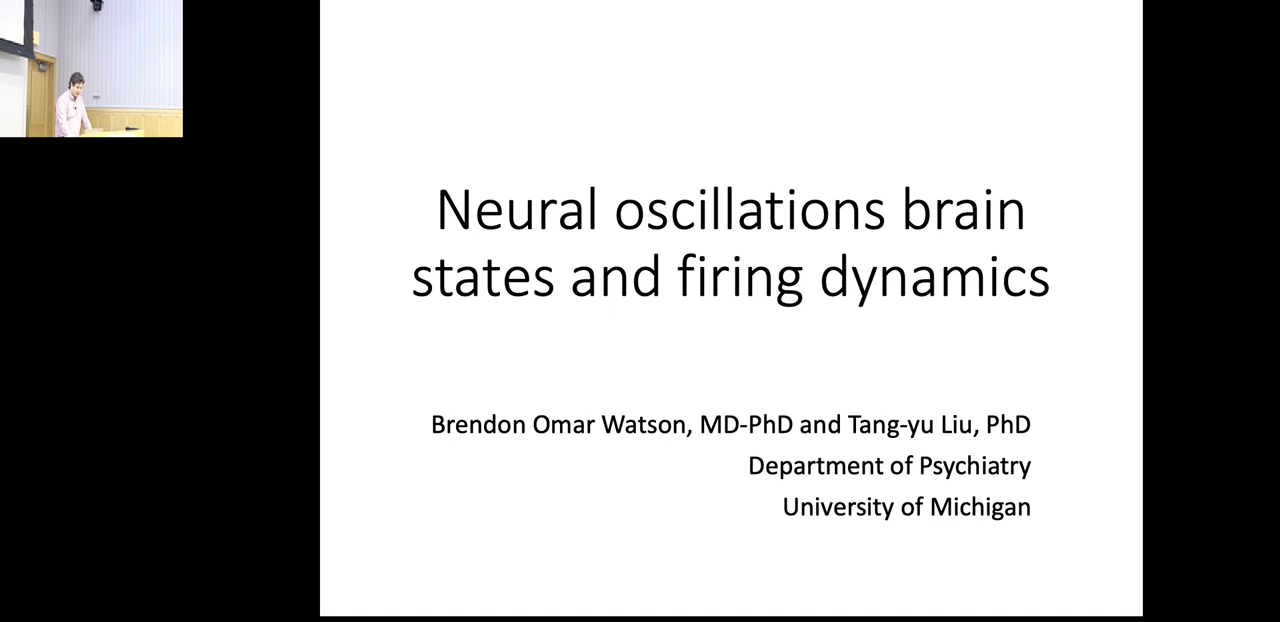 Neural oscillations brain
states and firing dynamics
Brendon Omar Watson, MD-PhD and Tang-yu Liu, PhD
Department of Psychiatry
University of Michigan